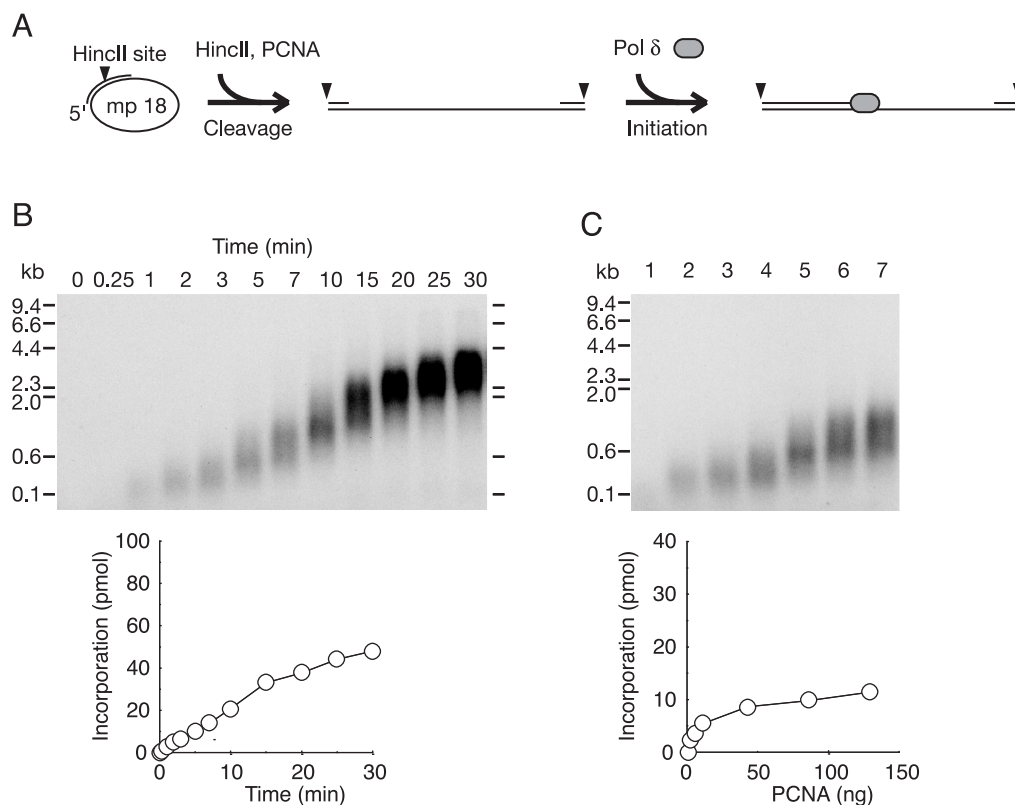 A
HincII site
5'
mp 18
HincII, PCNA
Cleavage
Pol δ
Initiation
B
Time (min)
kb 0 0.25 1 2 3 5 7 10 15 20 25 30
9.4
6.6
4.4
2.3
2.0
0.6
0.1
Incorporation (pmol)
100
80
60
40
20
0
0 10 20 30
Time (min)
C
kb 1 2 3 4 5 6 7
9.4
6.6
4.4
2.3
2.0
0.6
0.1
Incorporation (pmol)
40
30
20
10
0
0 50 100 150
PCNA (ng)